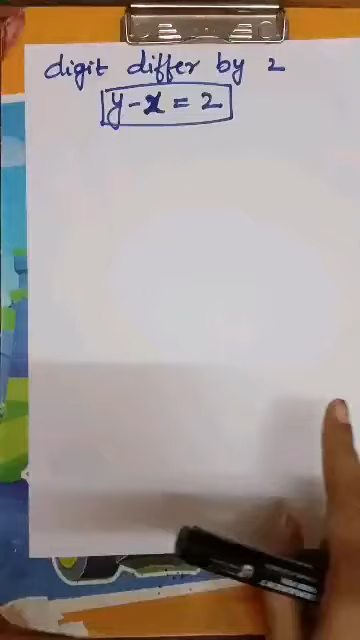 digit differ by 2
y - x = 2